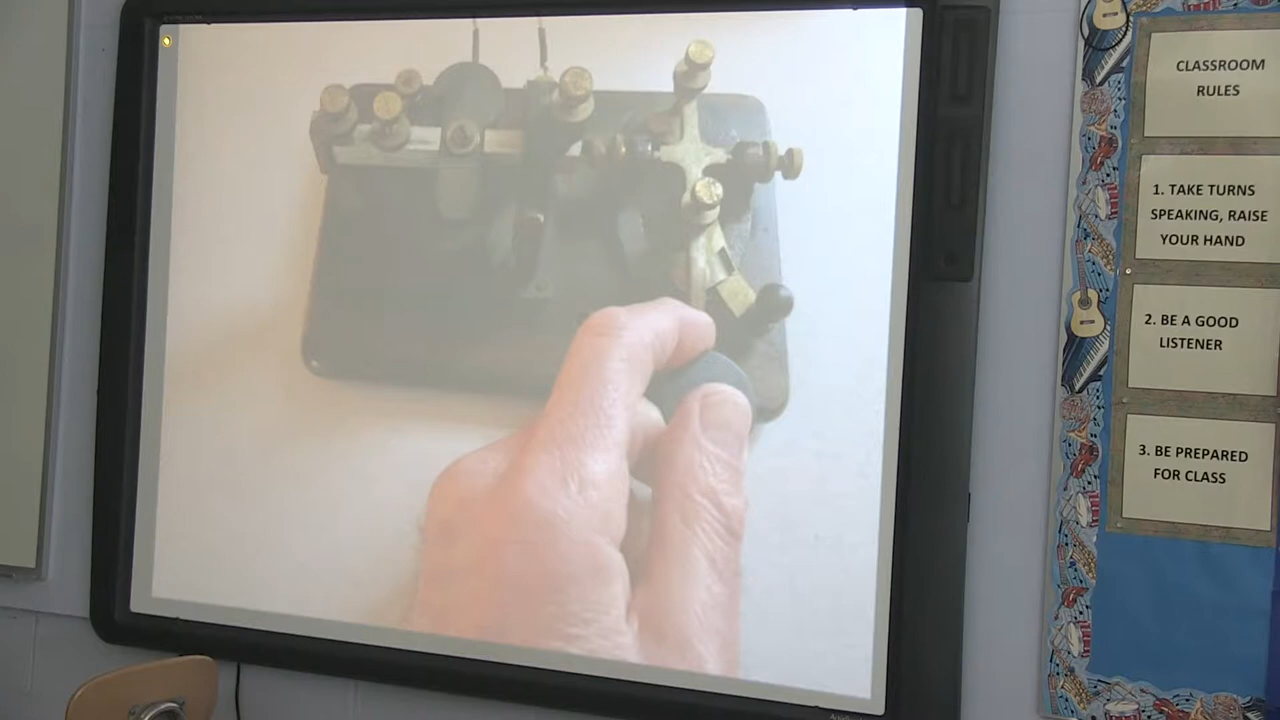 CLASSROOM
RULES
1. TAKE TURNS
SPEAKING, RAISE
YOUR HAND
2. BE A GOOD
LISTENER
3. BE PREPARED
FOR CLASS